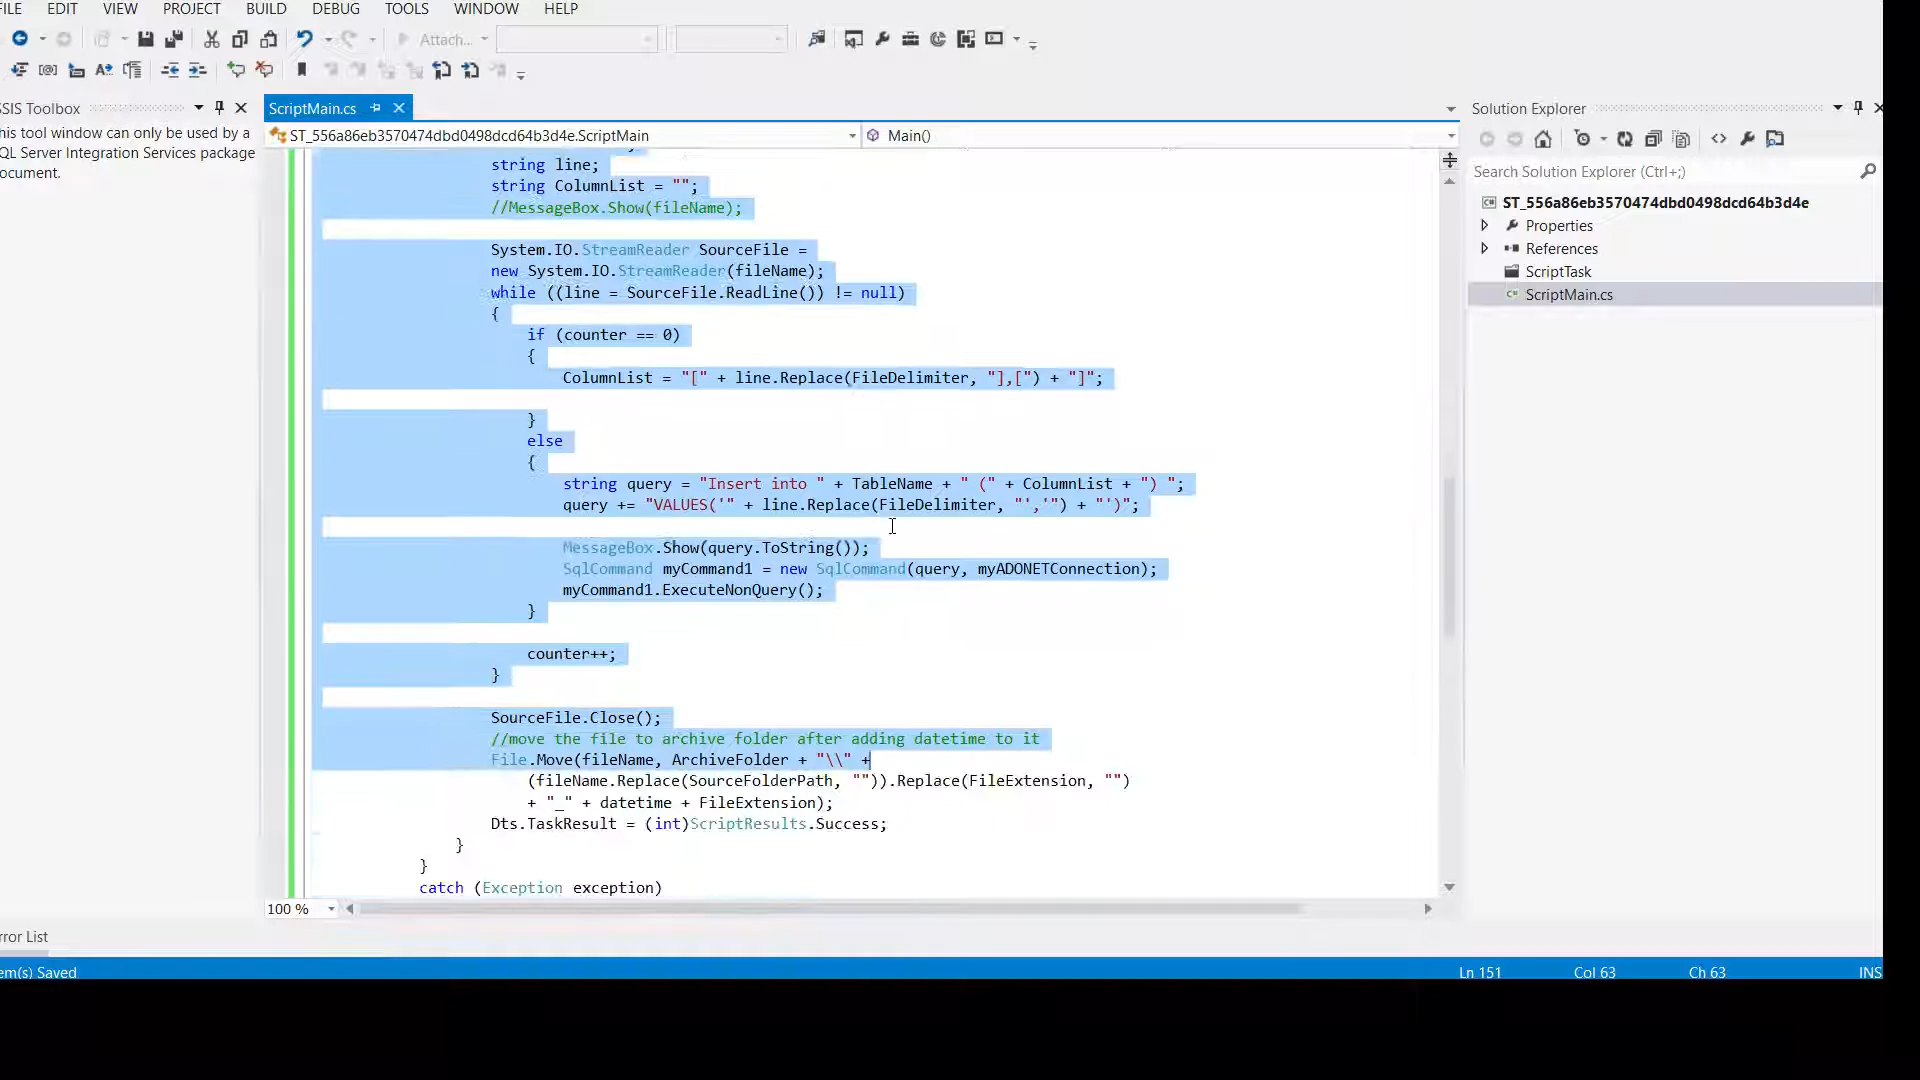 FILE EDIT VIEW PROJECT BUILD DEBUG TOOLS WINDOW HELP
Attach...
SSIS Toolbox
his tool window can only be used by a
QL Server Integration Services package
ocument.
ScriptMain.cs
ST_556a86eb3570474dbd0498dcd64b3d4e.ScriptMain
Main()
string line;
string ColumnList = "";
//MessageBox.Show(fileName);
System.IO.StreamReader SourceFile =
new System.IO.StreamReader(fileName);
while ((line = SourceFile.ReadLine()) != null)
{
if (counter == 0)
{
ColumnList = "[" + line.Replace(FileDelimiter, "],[") + "]";
}
else
{
string query = "Insert into " + TableName + " (" + ColumnList + ") ";
query += "VALUES('" + line.Replace(FileDelimiter, "','") + "')";
MessageBox.Show(query.ToString());
SqlCommand myCommand1 = new SqlCommand(query, myADONETConnection);
myCommand1.ExecuteNonQuery();
}
counter++;
}
SourceFile.Close();
//move the file to archive folder after adding datetime to it
File.Move(fileName, ArchiveFolder + "\\" +
(fileName.Replace(SourceFolderPath, "")).Replace(FileExtension, "")
+ "_" + datetime + FileExtension);
Dts.TaskResult = (int)ScriptResults.Success;
}
}
catch (Exception exception)
100 %
Solution Explorer
Search Solution Explorer (Ctrl+;)
ST_556a86eb3570474dbd0498dcd64b3d4e
Properties
References
ScriptTask
ScriptMain.cs
rror List
em(s) Saved
Ln 151
Col 63
Ch 63
INS